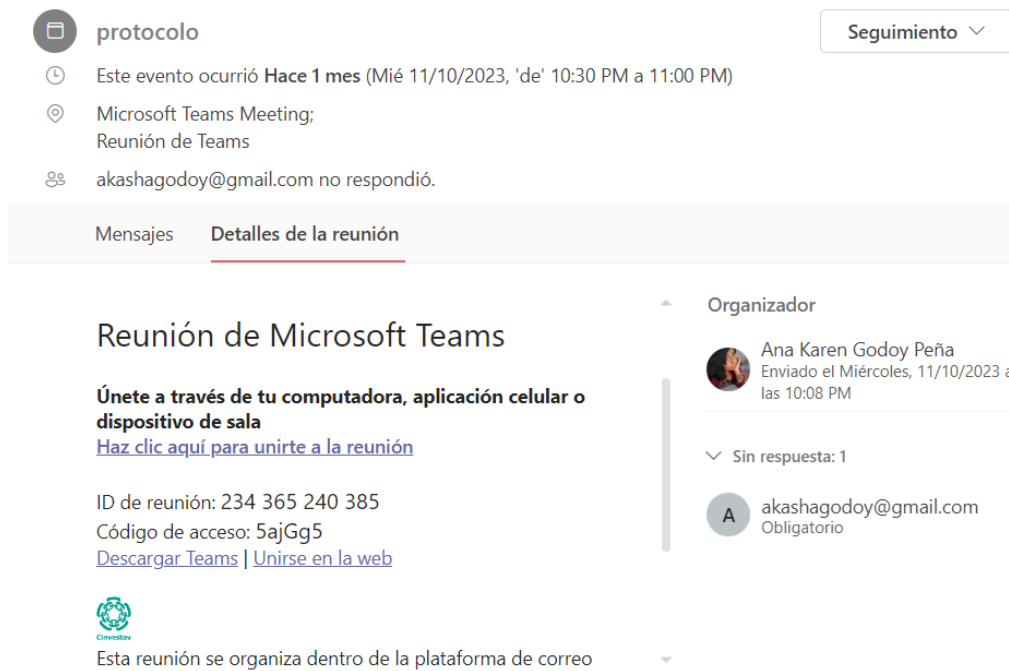 protocolo
Seguimiento
Este evento ocurrió Hace 1 mes (Mié 11/10/2023, 'de' 10:30 PM a 11:00 PM)
Microsoft Teams Meeting;
Reunión de Teams
akashagodoy@gmail.com no respondió.
Mensajes
Detalles de la reunión
Reunión de Microsoft Teams
Únete a través de tu computadora, aplicación celular o
dispositivo de sala
Haz clic aquí para unirte a la reunión
ID de reunión: 234 365 240 385
Código de acceso: 5ajGg5
Descargar Teams | Unirse en la web
Cinvestav
Esta reunión se organiza dentro de la plataforma de correo
Organizador
Ana Karen Godoy Peña
Enviado el Miércoles, 11/10/2023 a
las 10:08 PM
Sin respuesta: 1
A
akashagodoy@gmail.com
Obligatorio